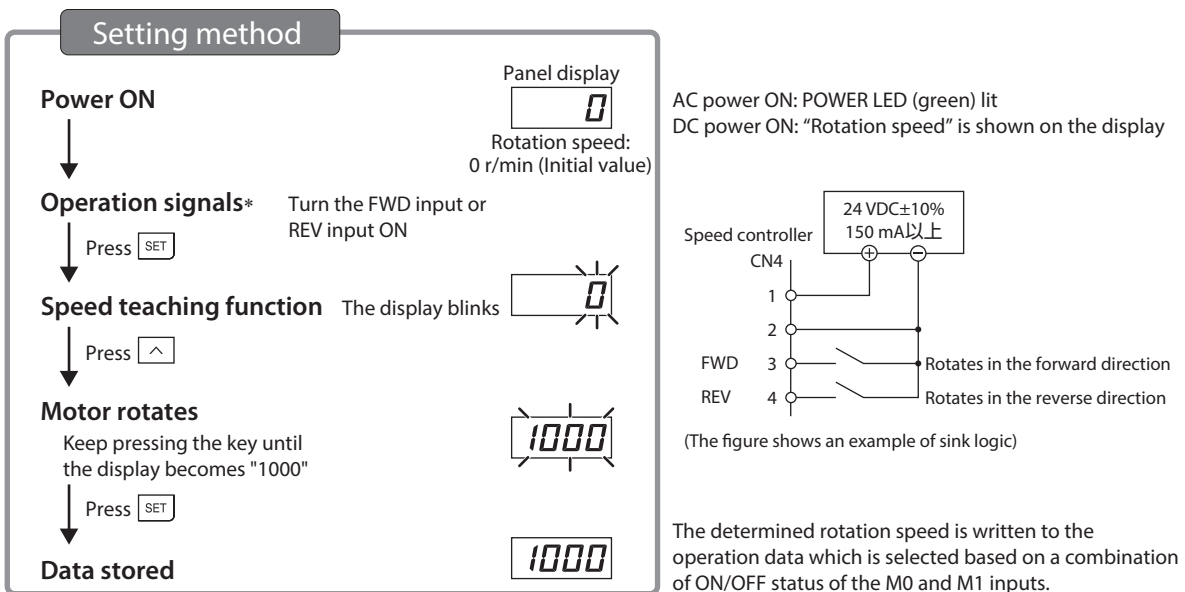 Setting method
Power ON
Panel display
0
Rotation speed:
0 r/min (Initial value)
Operation signals*
Turn the FWD input or
REV input ON
Press SET
Speed teaching function
The display blinks
0
Press ^
Motor rotates
Keep pressing the key until
the display becomes "1000"
1000
Press SET
Data stored
1000
AC power ON: POWER LED (green) lit
DC power ON: “Rotation speed” is shown on the display
24 VDC±10%
150 mA以上
Speed controller
CN4
+ −
1
2
FWD 3 Rotates in the forward direction
REV 4 Rotates in the reverse direction
(The figure shows an example of sink logic)
The determined rotation speed is written to the
operation data which is selected based on a combination
of ON/OFF status of the M0 and M1 inputs.